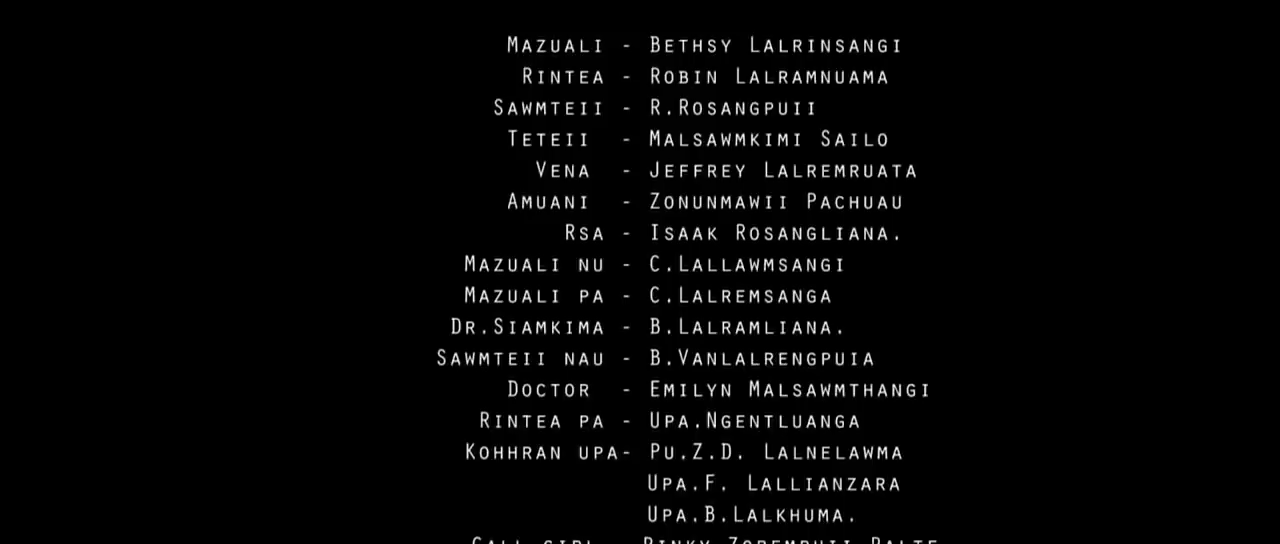 Mazuali - Bethsy Lalrinsangi
Rintea - Robin Lalramnuama
Sawmteii - R.Rosangpuii
Teteii - Malsawmkimi Sailo
Vena - Jeffrey Lalremruata
Amuani - Zonunmawii Pachuau
Rsa - Isaak Rosangliana.
Mazuali nu - C.Lallawmsangi
Mazuali pa - C.Lalremsanga
Dr.Siamkima - B.Lalramliana.
Sawmteii nau - B.Vanlalrengpuia
Doctor - Emilyn Malsawmthangi
Rintea pa - Upa.Ngentluanga
Kohhran upa- Pu.Z.D. Lalnelawma
Upa.F. Lallianzara
Upa.B.Lalkhuma.